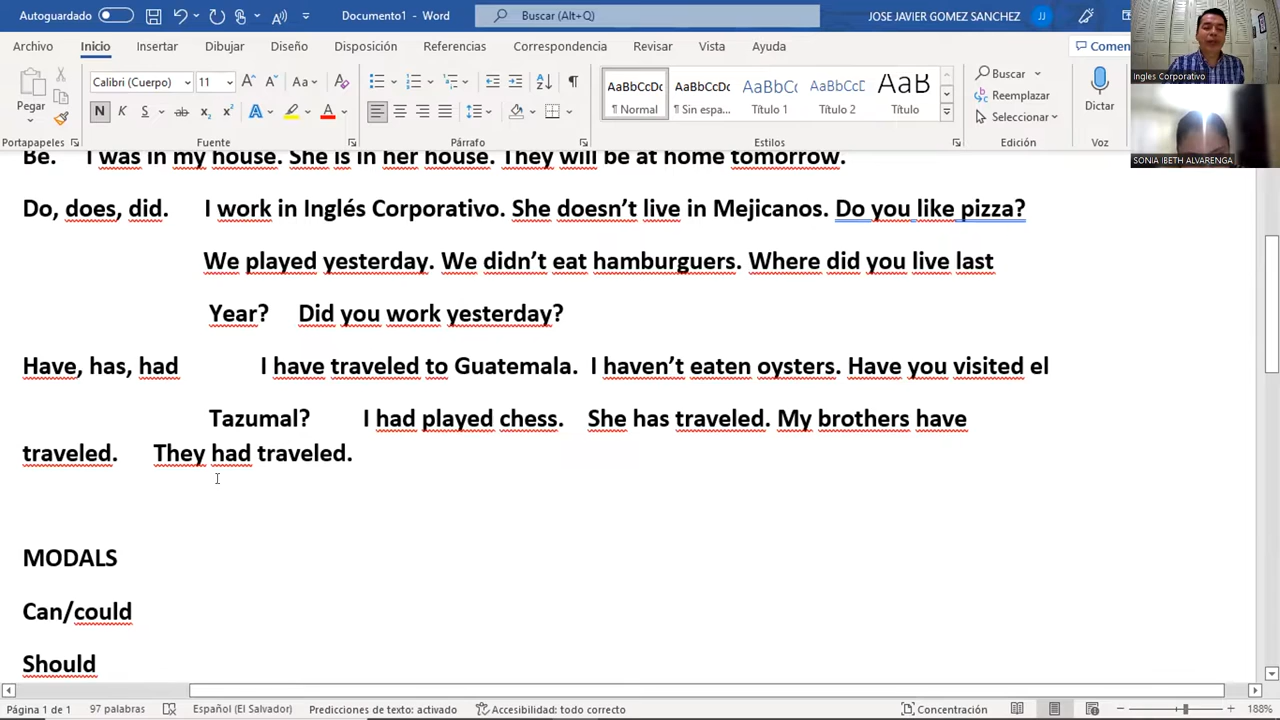 Autoguardado
Documento1 - Word
Buscar (Alt+Q)
JOSE JAVIER GOMEZ SANCHEZ
JJ
Archivo Inicio Insertar Dibujar Diseño Disposición Referencias Correspondencia Revisar Vista Ayuda Comen
Pegar
Calibri (Cuerpo) 11
AaBbCcDc AaBbCcDc AaBbCc AaBbCcD AaB
¶ Normal ¶ Sin espa... Título 1 Título 2 Título
Buscar
Reemplazar
Seleccionar
Dictar
Portapapeles Fuente Párrafo Estilos Edición Voz
Ingles Corporativo
SONIA IBETH ALVARENGA
Be. I was in my house. She is in her house. They will be at home tomorrow.
Do, does, did. I work in Inglés Corporativo. She doesn't live in Mejicanos. Do you like pizza?
We played yesterday. We didn't eat hamburguers. Where did you live last
Year? Did you work yesterday?
Have, has, had I have traveled to Guatemala. I haven't eaten oysters. Have you visited el
Tazumal? I had played chess. She has traveled. My brothers have
traveled. They had traveled.
MODALS
Can/could
Should
Página 1 de 1 97 palabras Español (El Salvador) Predicciones de texto: activado Accesibilidad: todo correcto Concentración 188%